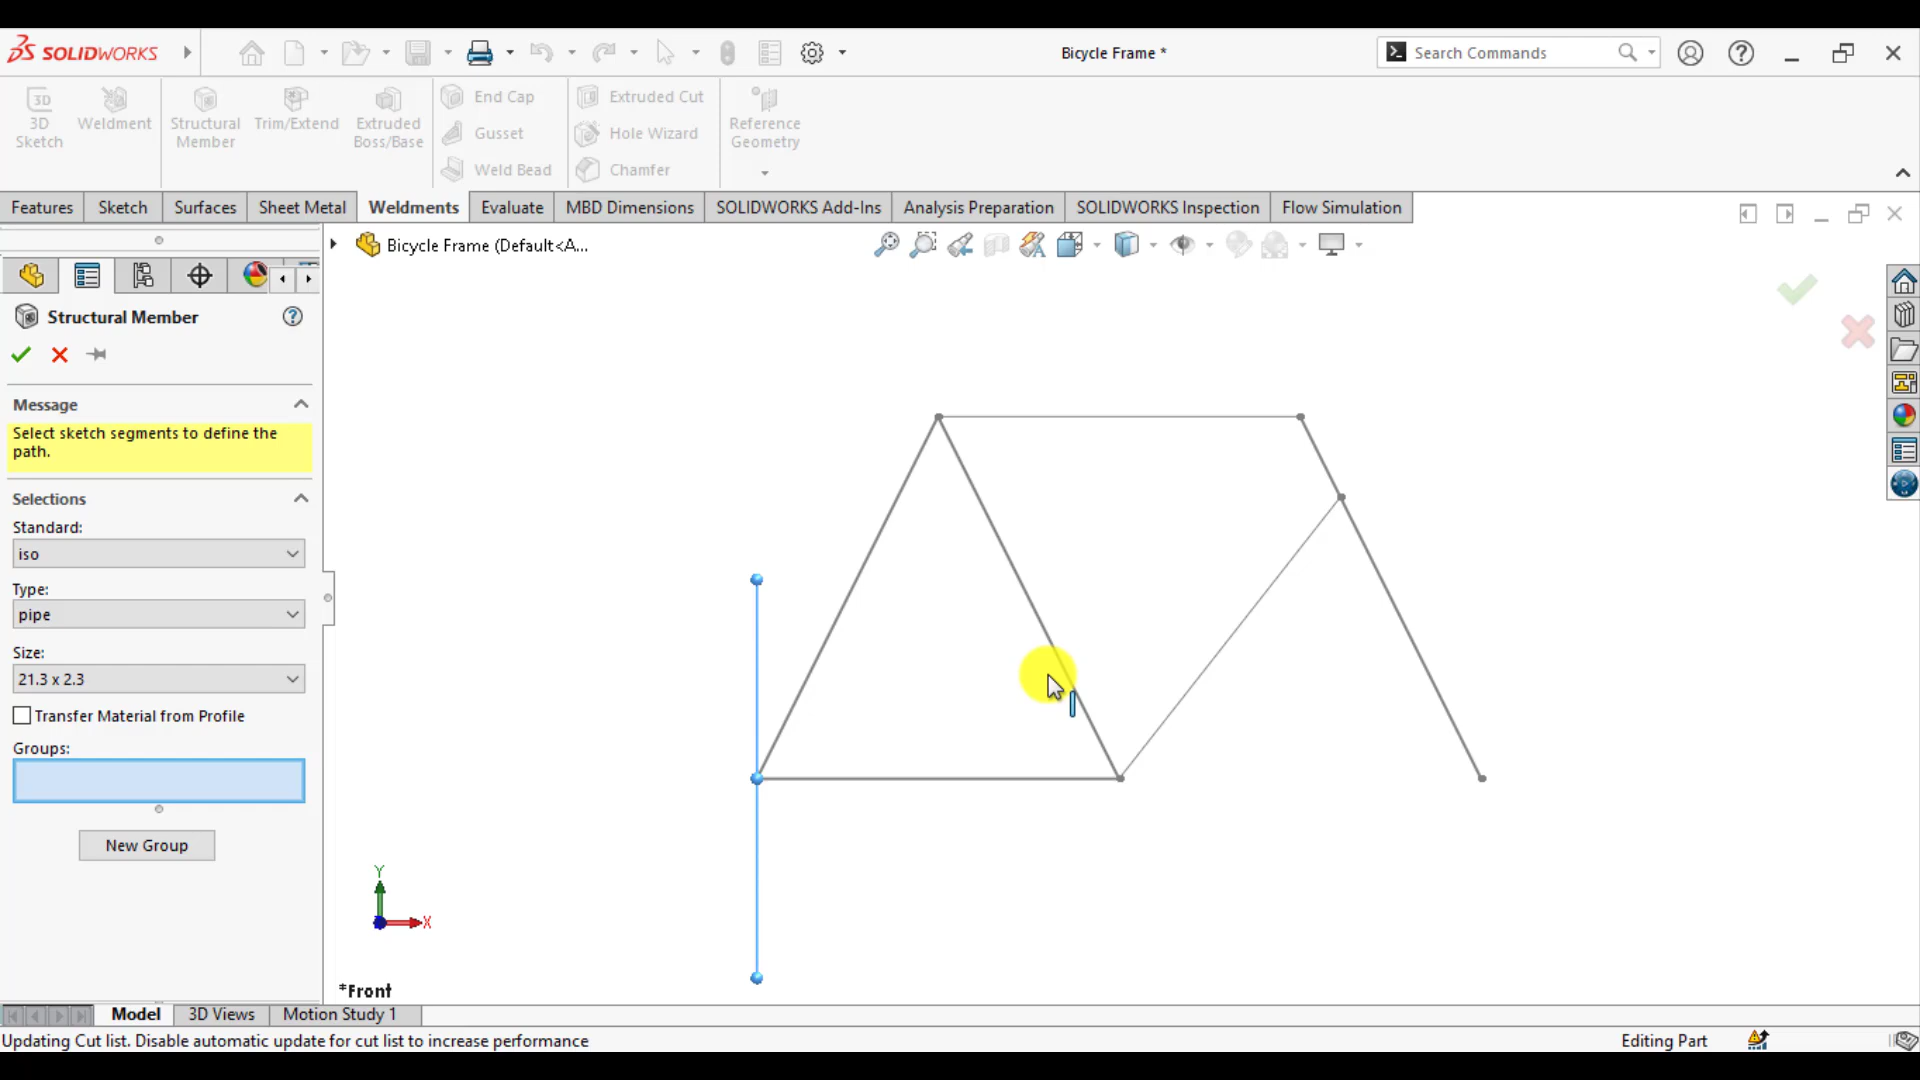 SOLIDWORKS
Bicycle Frame *
Search Commands
3D
3D
Sketch
Weldment
Structural
Member
Trim/Extend
Extruded
Boss/Base
End Cap
Gusset
Weld Bead
Extruded Cut
Hole Wizard
Chamfer
Reference
Geometry
Features
Sketch
Surfaces
Sheet Metal
Weldments
Evaluate
MBD Dimensions
SOLIDWORKS Add-Ins
Analysis Preparation
SOLIDWORKS Inspection
Flow Simulation
Bicycle Frame (Default<A...
Structural Member
Message
Select sketch segments to define the
path.
Selections
Standard:
iso
Type:
pipe
Size:
21.3 x 2.3
Transfer Material from Profile
Groups:
New Group
Y
X
*Front
Model
3D Views
Motion Study 1
Updating Cut list. Disable automatic update for cut list to increase performance
Editing Part